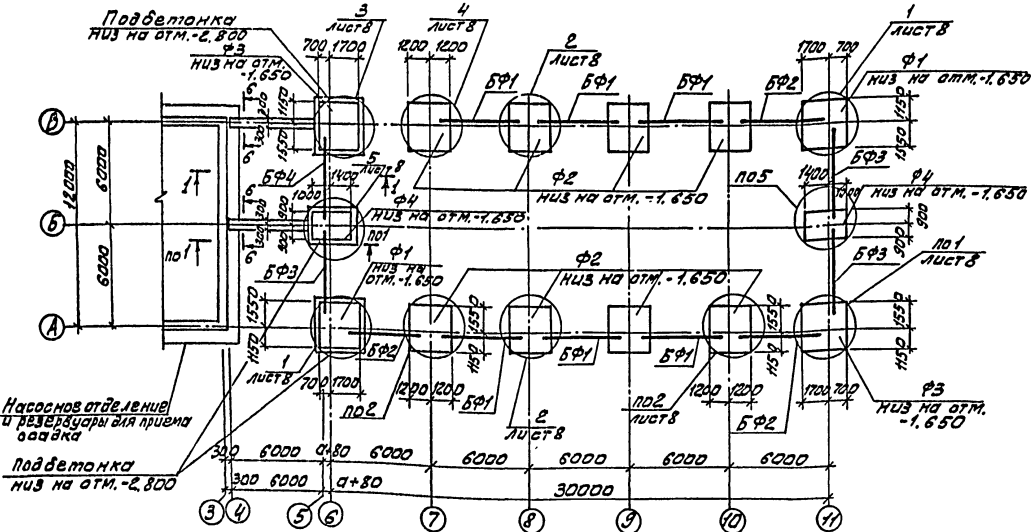 Подбетонка
низ на отм.-2,800
Ф3
низ на отм.
-1.650
3
лист 8
4
лист 8
2
лист 8
1
лист 8
Ф1
низ на отм.-1.650
700 1700
1200 1200
1700 700
БФ1
БФ1
БФ1
БФ2
В
Б
А
12000
6000
6000
6
6
6
6
200
300
1150
1550
1150
1550
БФ3
БФ4
5
лист 8
1
1
1400
1000
Ф4
низ на отм.-1.650
Ф2
низ на отм.-1.650
по5
1400
Ф4
низ на отм. -1.650
900
900
300
300
900
900
по1
по1
БФ3
Ф1
низ на
отм.-1.650
Ф2
низ на отм.-1.650
БФ3
по1
лист 8
1550
1150
1550
1150
1550
1150
1550
1150
1
лист 8
700 1700
БФ2
по2
1200 1200
БФ1
2
лист 8
БФ1
БФ1
по2
лист 8
1200 1200
БФ2
1700 700
Ф3
низ на отм.
-1.650
Насосное отделение
и резервуары для приема
осадка
Подбетонка
низ на отм.-2,800
300 6000 а+80 6000 6000 6000 6000 6000
300 6000 а+80 30000
3 4 5 6 7 8 9 10 11